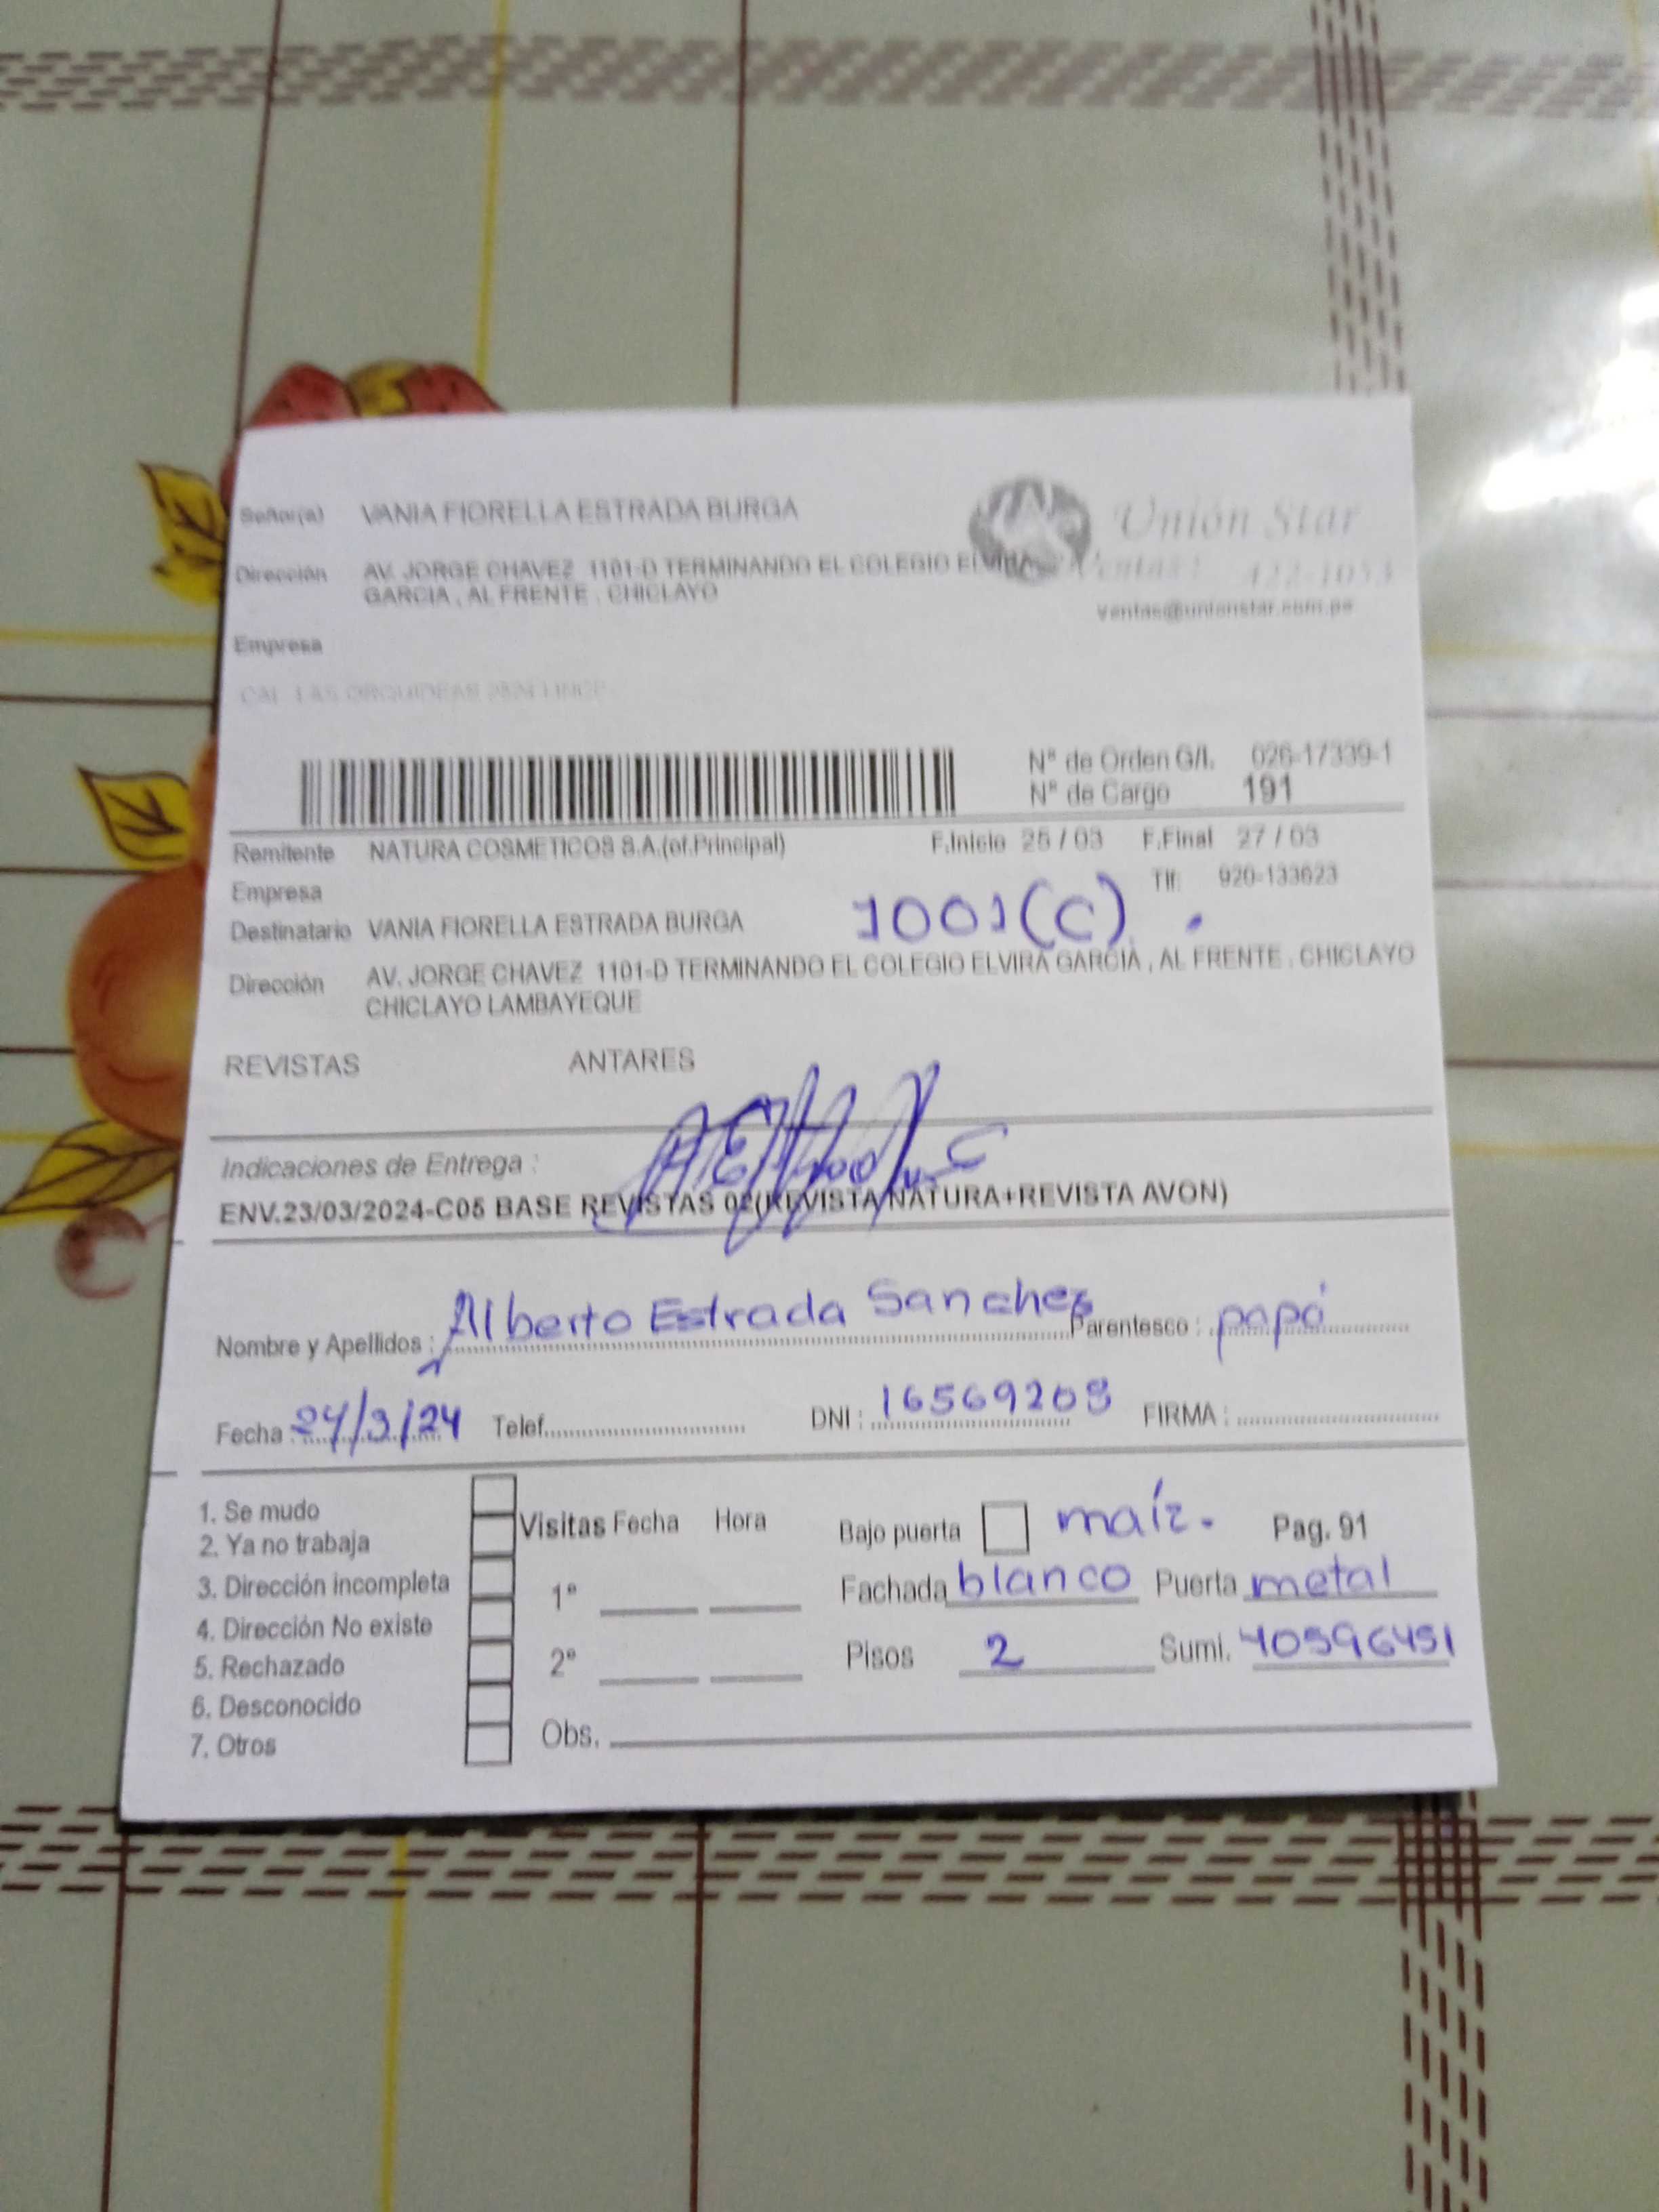 Señor(a) VANIA FIORELLA ESTRADA BURGA
Unión Star
Dirección AV. JORGE CHAVEZ 1101-D TERMINANDO EL COLEGIO ELVIRA
GARCIA , AL FRENTE . CHICLAYO
Ventas: 422-1053
ventas@unionstar.com.pe
Empresa
CAL. LAS ORQUIDEAS
Nº de Orden G/I. 026-17339-1
Nº de Cargo 191
Remitente NATURA COSMETICOS S.A.(of.Principal) F.Inicio 25 / 03 F.Final 27 / 03
Empresa Tlf: 920-133623
Destinatario VANIA FIORELLA ESTRADA BURGA 1001(C).
Dirección AV. JORGE CHAVEZ 1101-D TERMINANDO EL COLEGIO ELVIRA GARCIA , AL FRENTE . CHICLAYO
CHICLAYO LAMBAYEQUE
REVISTAS ANTARES
Indicaciones de Entrega :
ENV.23/03/2024-C05 BASE REVISTAS 02(REVISTA NATURA+REVISTA AVON)
Nombre y Apellidos : Alberto Estrada Sanchez Parentesco : papá
Fecha : 24/3/24 Telef. DNI : 16569209 FIRMA :
1. Se mudo
2. Ya no trabaja
3. Dirección incompleta
4. Dirección No existe
5. Rechazado
6. Desconocido
7. Otros
Visitas Fecha Hora
1º
2º
Obs.
Bajo puerta maíz. Pag. 91
Fachada blanco Puerta metal
Pisos 2 Sumi. 40596451